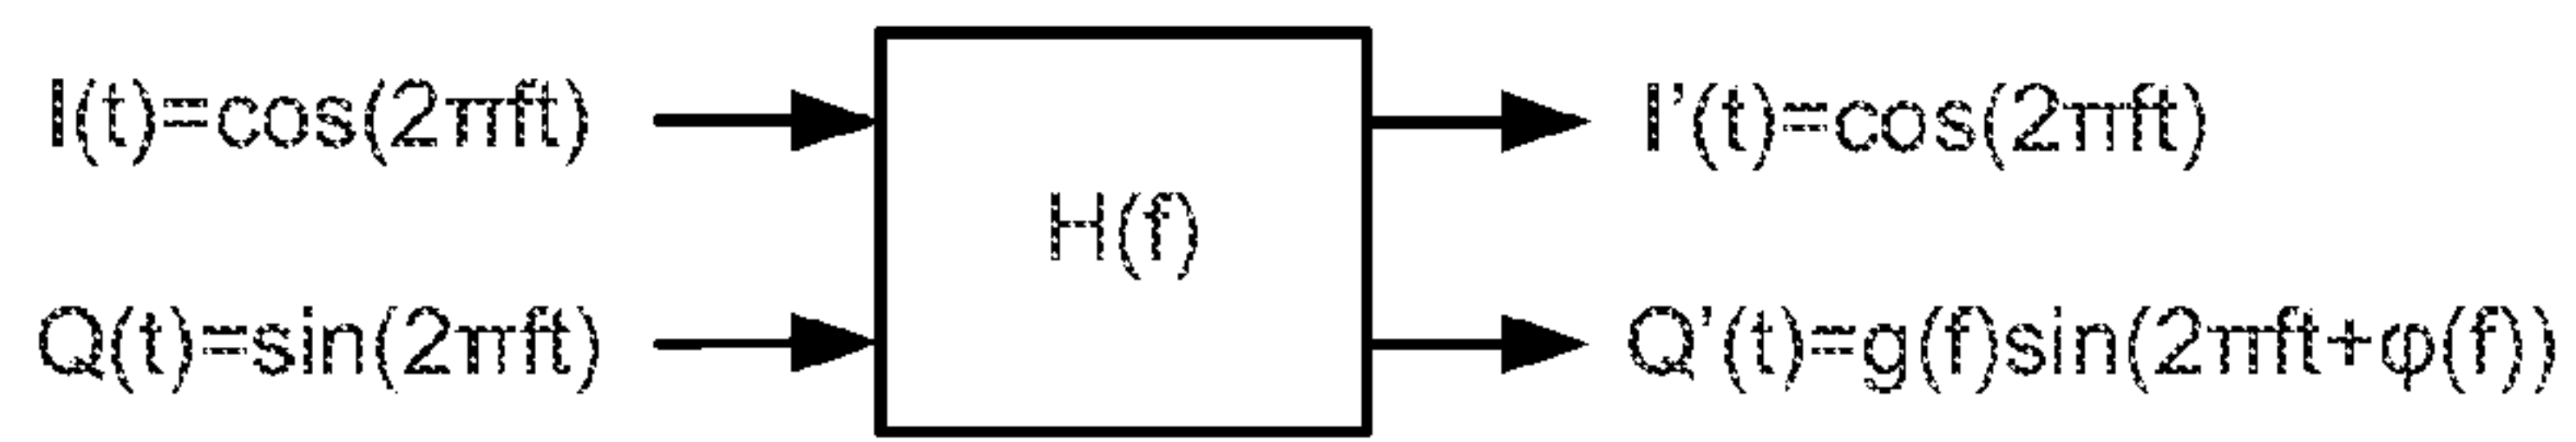 I(t)=cos(2πft)
I'(t)=cos(2πft)
H(f)
Q(t)=sin(2πft)
Q'(t)=g(f)sin(2πft+φ(f))